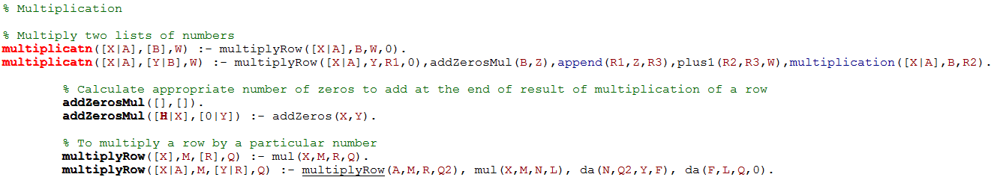 % Multiplication
% Multiply two lists of numbers
multiplicatn([X|A],[B],W) :- multiplyRow([X|A],B,W,0).
multiplicatn([X|A],[Y|B],W) :- multiplyRow([X|A],Y,R1,0),addZerosMul(B,Z),append(R1,Z,R3),plus1(R2,R3,W),multiplication([X|A],B,R2).
% Calculate appropriate number of zeros to add at the end of result of multiplication of a row
addZerosMul([],[]).
addZerosMul([H|X],[0|Y]) :- addZeros(X,Y).
% To multiply a row by a particular number
multiplyRow([X],M,[R],Q) :- mul(X,M,R,Q).
multiplyRow([X|A],M,[Y|R],Q) :- multiplyRow(A,M,R,Q2), mul(X,M,N,L), da(N,Q2,Y,F), da(F,L,Q,0).